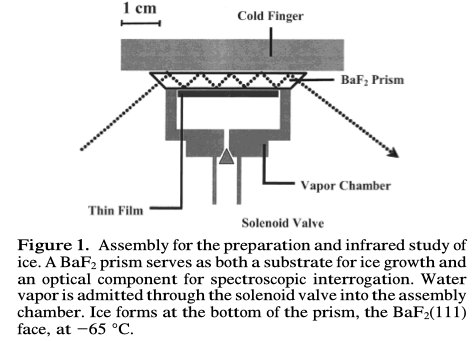 1 cm
Cold Finger
BaF₂ Prism
Vapor Chamber
Thin Film
Solenoid Valve
Figure 1. Assembly for the preparation and infrared study of
ice. A BaF₂ prism serves as both a substrate for ice growth and
an optical component for spectroscopic interrogation. Water
vapor is admitted through the solenoid valve into the assembly
chamber. Ice forms at the bottom of the prism, the BaF₂(111)
face, at −65 °C.